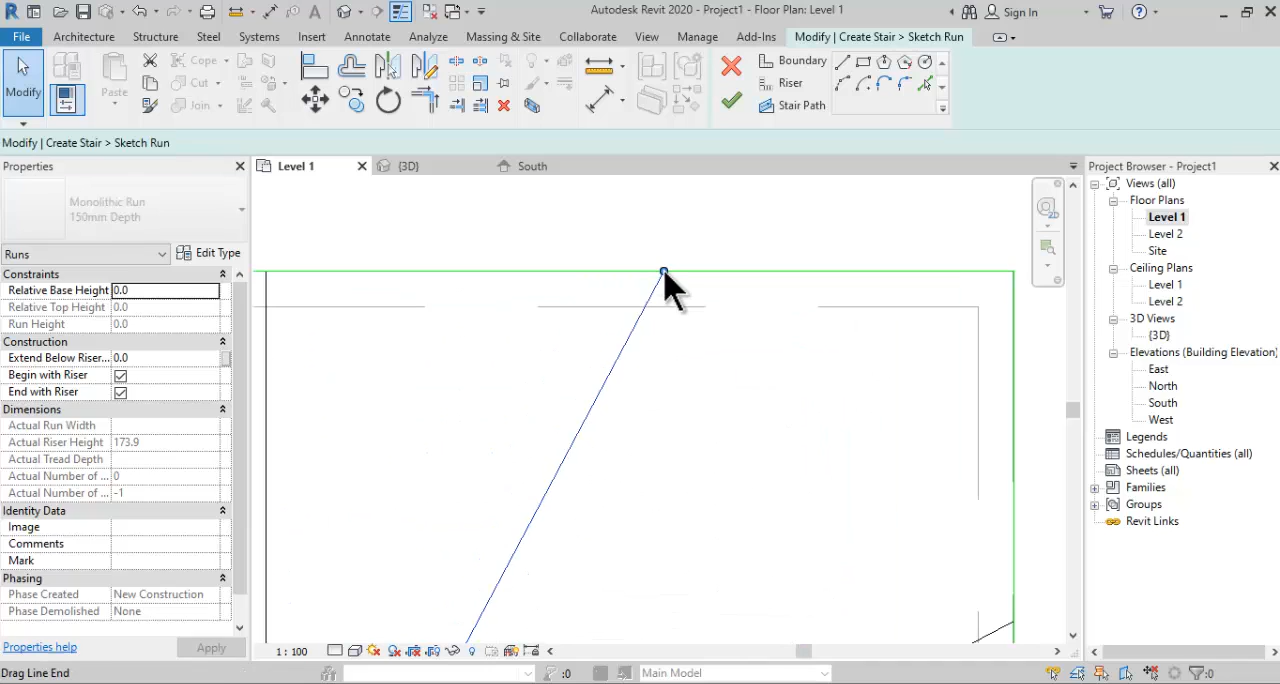 Autodesk Revit 2020 - Project1 - Floor Plan: Level 1
Sign In
File Architecture Structure Steel Systems Insert Annotate Analyze Massing & Site Collaborate View Manage Add-Ins Modify | Create Stair > Sketch Run
Modify
Paste
Cope
Cut
Join
Boundary
Riser
Stair Path
Modify | Create Stair > Sketch Run
Properties
Monolithic Run
150mm Depth
Runs
Edit Type
Constraints
Relative Base Height 0.0
Relative Top Height 0.0
Run Height 0.0
Construction
Extend Below Riser... 0.0
Begin with Riser
End with Riser
Dimensions
Actual Run Width
Actual Riser Height 173.9
Actual Tread Depth
Actual Number of ... 0
Actual Number of ... -1
Identity Data
Image
Comments
Mark
Phasing
Phase Created New Construction
Phase Demolished None
Properties help
Apply
Level 1
{3D}
South
2D
1 : 100
Project Browser - Project1
Views (all)
Floor Plans
Level 1
Level 2
Site
Ceiling Plans
Level 1
Level 2
3D Views
{3D}
Elevations (Building Elevation)
East
North
South
West
Legends
Schedules/Quantities (all)
Sheets (all)
Families
Groups
Revit Links
Drag Line End
:0
Main Model
:0